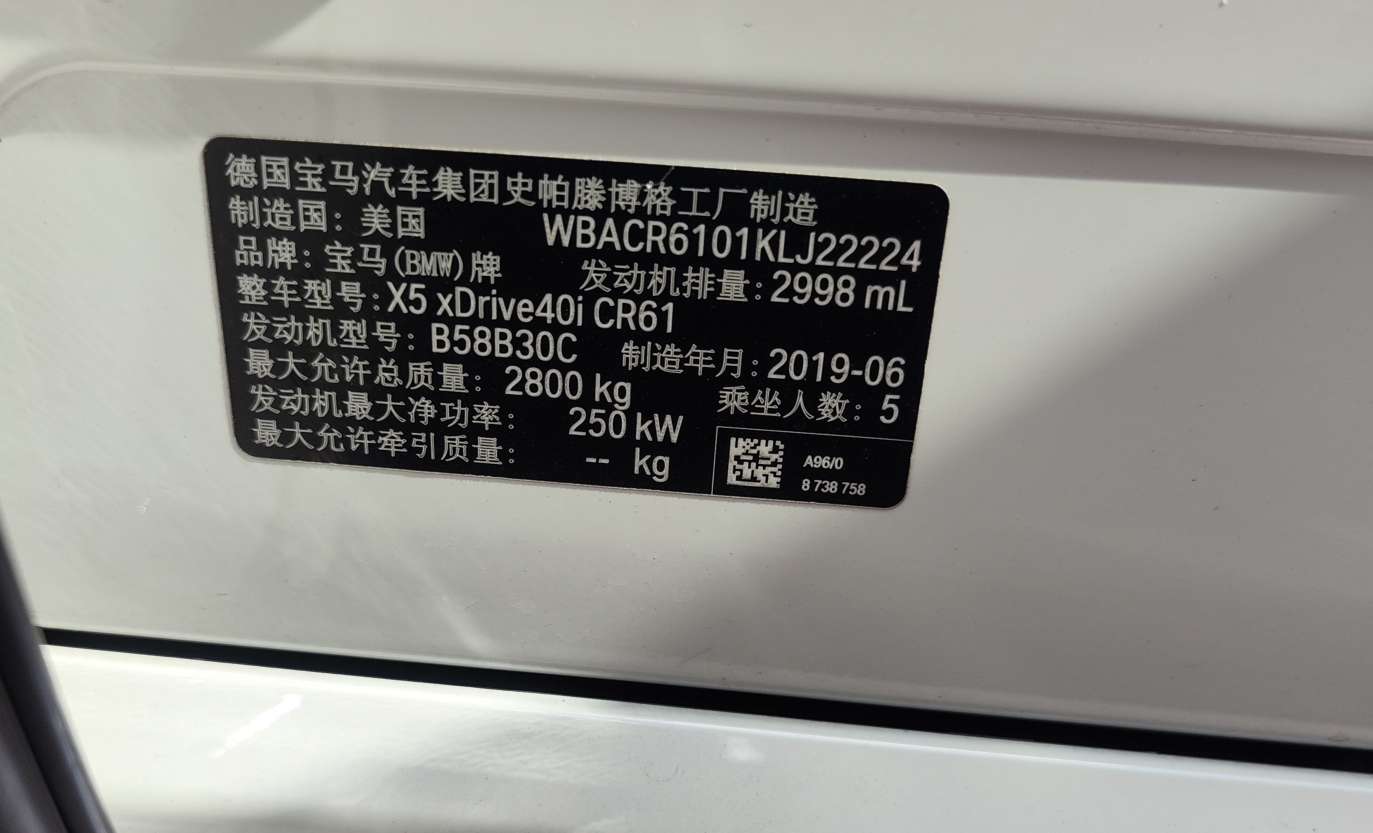 德国宝马汽车集团史帕滕博格工厂制造
制造国：美国 WBACR6101KLJ22224
品牌：宝马(BMW)牌 发动机排量：2998 mL
整车型号：X5 xDrive40i CR61
发动机型号：B58B30C 制造年月：2019-06
最大允许总质量：2800 kg 乘坐人数：5
发动机最大净功率：250 kW
最大允许牵引质量：-- kg
A96/0
8 738 758